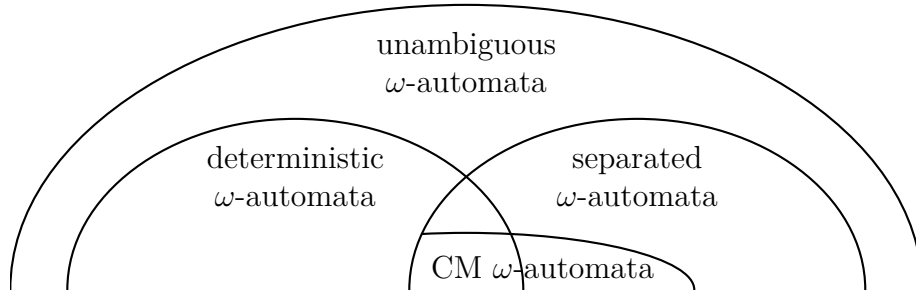 unambiguous
ω-automata
deterministic
ω-automata
separated
ω-automata
CM ω-automata